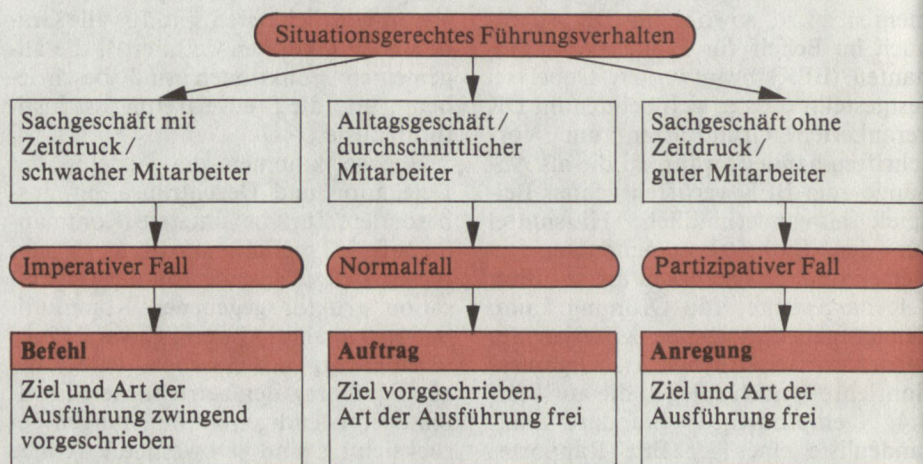 Situationsgerechtes Führungsverhalten
Sachgeschäft mit
Zeitdruck/
schwacher Mitarbeiter
Alltagsgeschäft/
durchschnittlicher
Mitarbeiter
Sachgeschäft ohne
Zeitdruck/
guter Mitarbeiter
Imperativer Fall
Normalfall
Partizipativer Fall
Befehl
Ziel und Art der
Ausführung zwingend
vorgeschrieben
Auftrag
Ziel vorgeschrieben,
Art der Ausführung frei
Anregung
Ziel und Art der
Ausführung frei